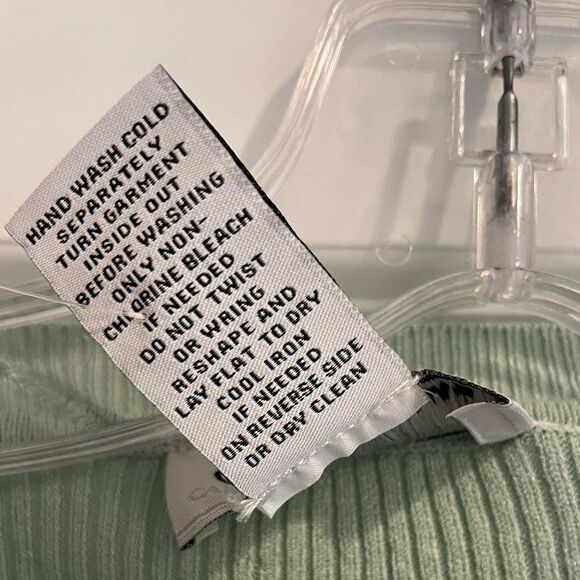 HAND WASH COLD
SEPARATELY
TURN GARMENT
INSIDE OUT
BEFORE WASHING
ONLY NON-
CHLORINE BLEACH
IF NEEDED
DO NOT TWIST
OR WRING
RESHAPE AND
LAY FLAT TO DRY
COOL IRON
IF NEEDED
ON REVERSE SIDE
OR DRY CLEAN